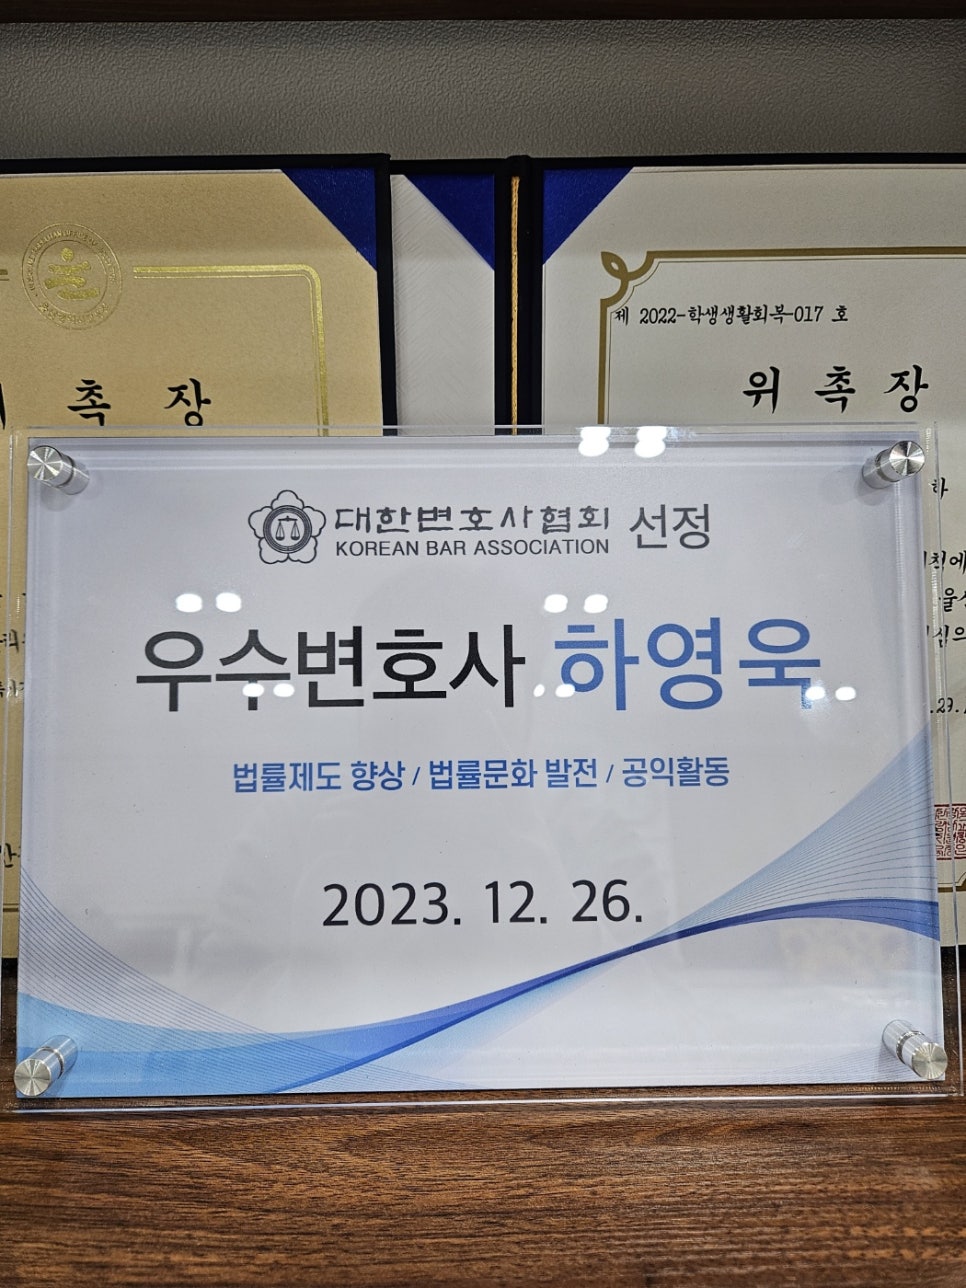 촉 장
제 2022-학생생활회복-017 호
위 촉 장
대한변호사협회 선정
KOREAN BAR ASSOCIATION
우수변호사 하영욱
법률제도 향상 / 법률문화 발전 / 공익활동
2023. 12. 26.